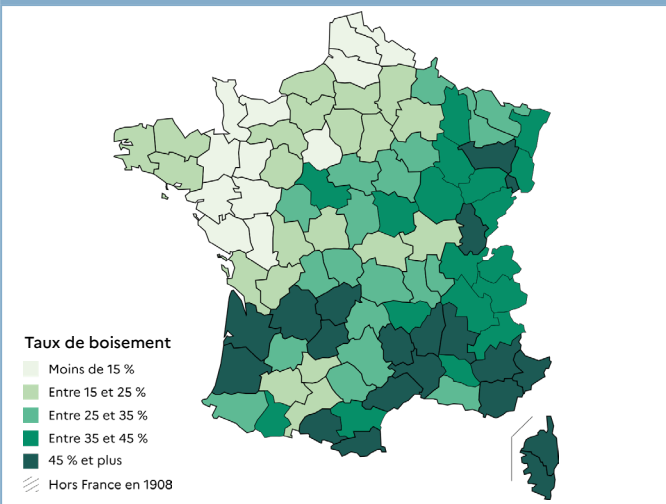 Taux de boisement
Moins de 15 %
Entre 15 et 25 %
Entre 25 et 35 %
Entre 35 et 45 %
45 % et plus
Hors France en 1908